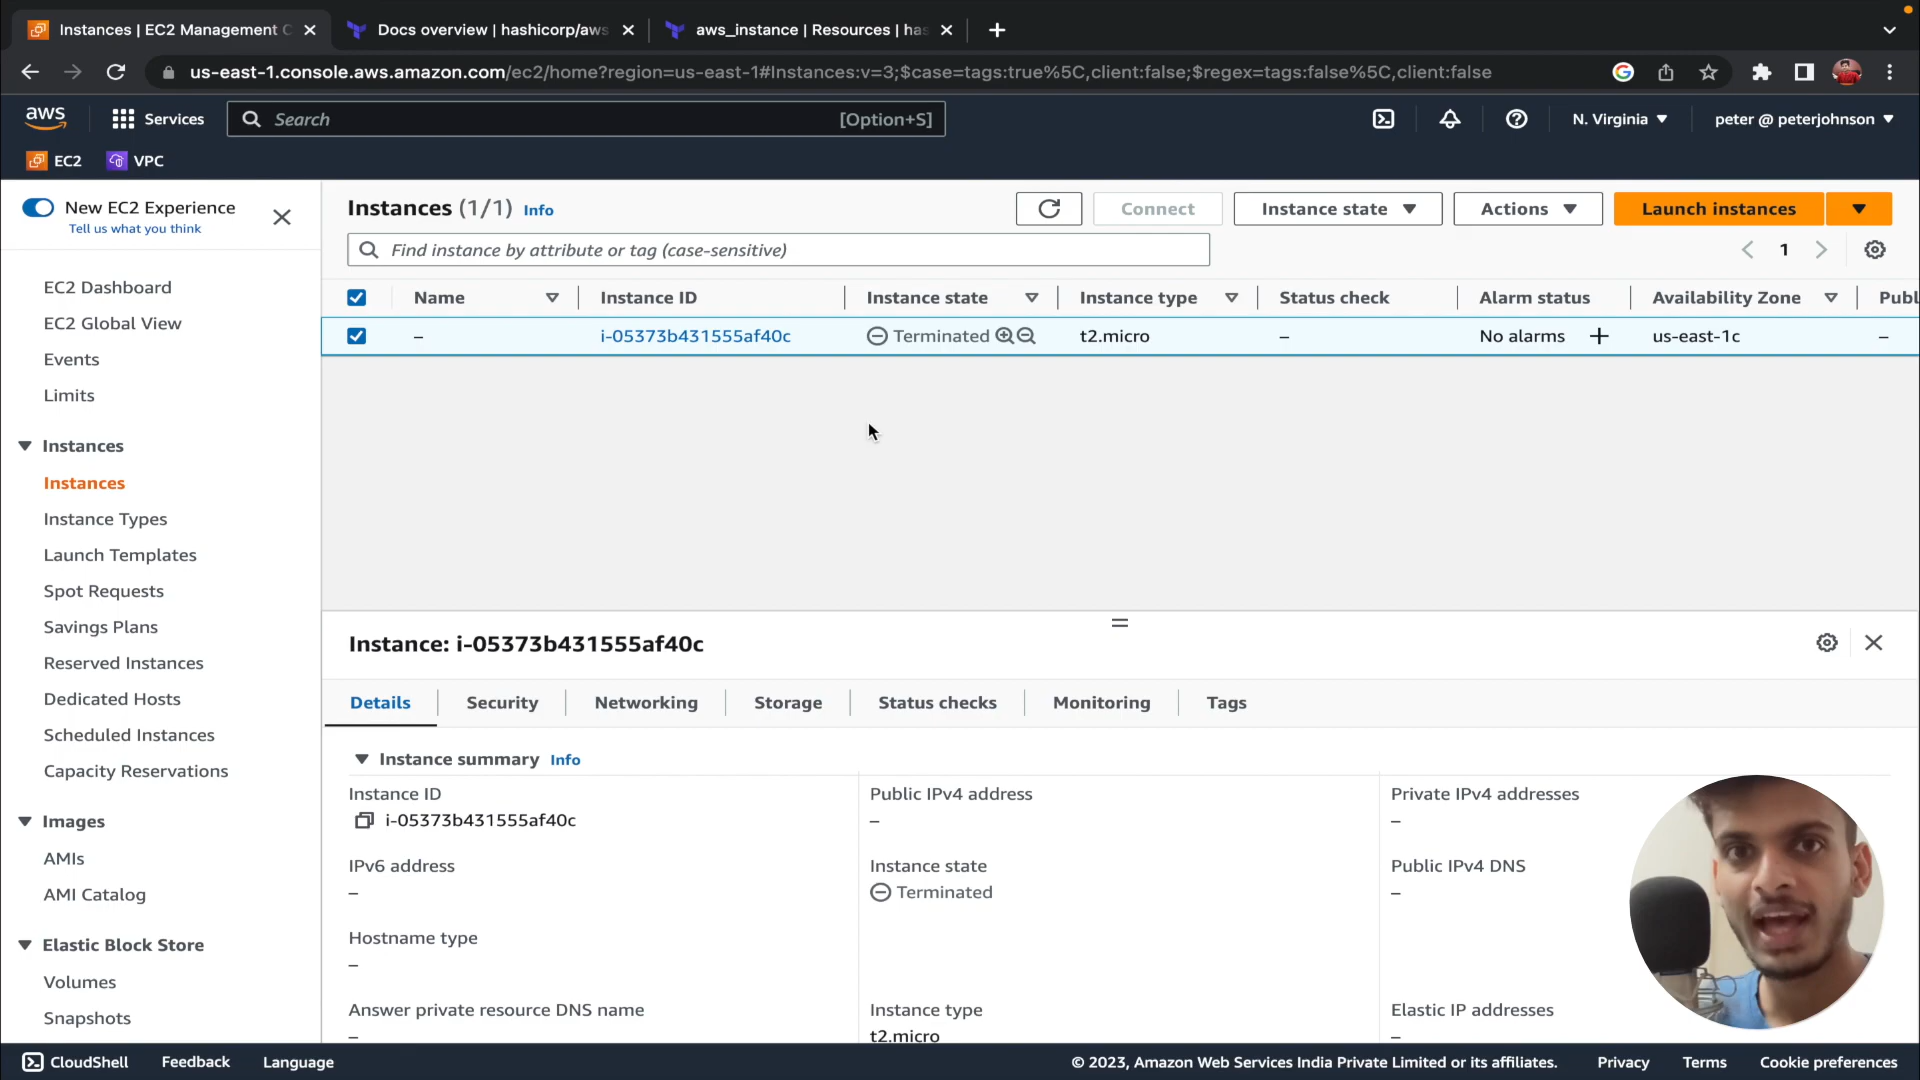 Instances | EC2 Management C
Docs overview | hashicorp/aws
aws_instance | Resources | has
us-east-1.console.aws.amazon.com/ec2/home?region=us-east-1#Instances:v=3;$case=tags:true%5C,client:false;$regex=tags:false%5C,client:false
aws
Services
Search
[Option+S]
N. Virginia
peter @ peterjohnson
EC2
VPC
New EC2 Experience
Tell us what you think
EC2 Dashboard
EC2 Global View
Events
Limits
Instances
Instances
Instance Types
Launch Templates
Spot Requests
Savings Plans
Reserved Instances
Dedicated Hosts
Scheduled Instances
Capacity Reservations
Images
AMIs
AMI Catalog
Elastic Block Store
Volumes
Snapshots
Instances (1/1) Info
Connect
Instance state
Actions
Launch instances
Find instance by attribute or tag (case-sensitive)
1
Name
Instance ID
Instance state
Instance type
Status check
Alarm status
Availability Zone
Publ
–
i-05373b431555af40c
Terminated
t2.micro
–
No alarms
us-east-1c
–
Instance: i-05373b431555af40c
Details
Security
Networking
Storage
Status checks
Monitoring
Tags
Instance summary Info
Instance ID
i-05373b431555af40c
Public IPv4 address
–
Private IPv4 addresses
–
IPv6 address
–
Instance state
Terminated
Public IPv4 DNS
–
Hostname type
–
Answer private resource DNS name
–
Instance type
t2.micro
Elastic IP addresses
–
CloudShell
Feedback
Language
© 2023, Amazon Web Services India Private Limited or its affiliates.
Privacy
Terms
Cookie preferences